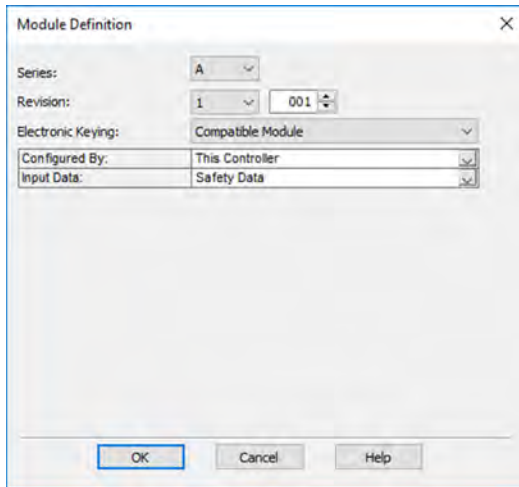 Module Definition
Series: A
Revision: 1 001
Electronic Keying: Compatible Module
Configured By: This Controller
Input Data: Safety Data
OK Cancel Help